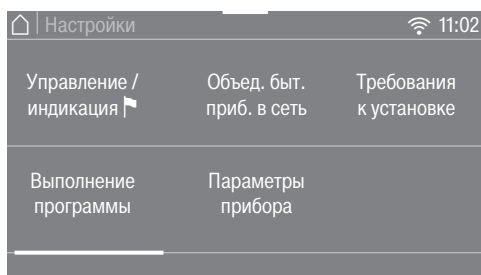 Настройки 11:02
Управление / Объед. быт. Требования
индикация приб. в сеть к установке
Выполнение Параметры
программы прибора